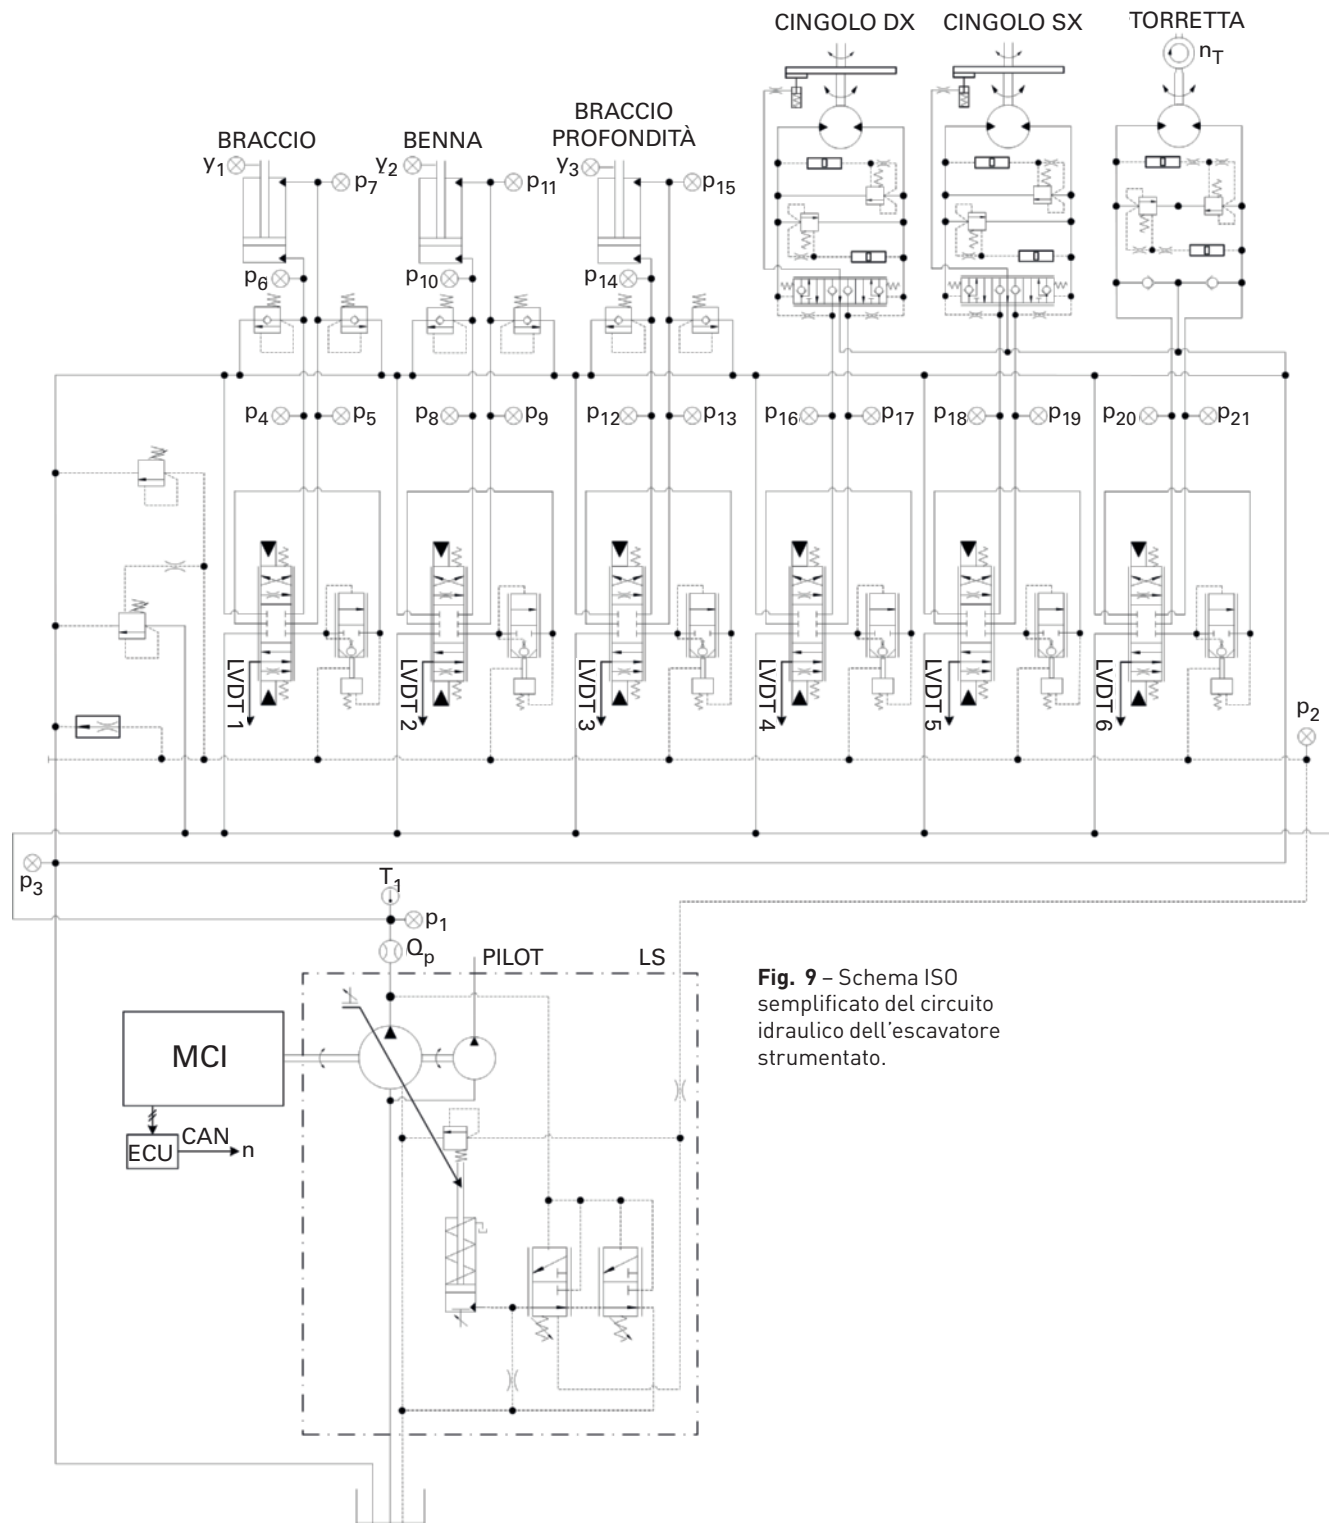 CINGOLO DX
CINGOLO SX
TORRETTA
nT
BRACCIO
BENNA
BRACCIO
PROFONDITÀ
y1
p7
y2
p11
y3
p15
p6
p10
p14
p4
p5
p8
p9
p12
p13
p16
p17
p18
p19
p20
p21
LVDT 1
LVDT 2
LVDT 3
LVDT 4
LVDT 5
LVDT 6
p2
p3
T1
p1
Qp
PILOT
LS
MCI
ECU
CAN
n
Fig. 9 – Schema ISO
semplificato del circuito
idraulico dell'escavatore
strumentato.